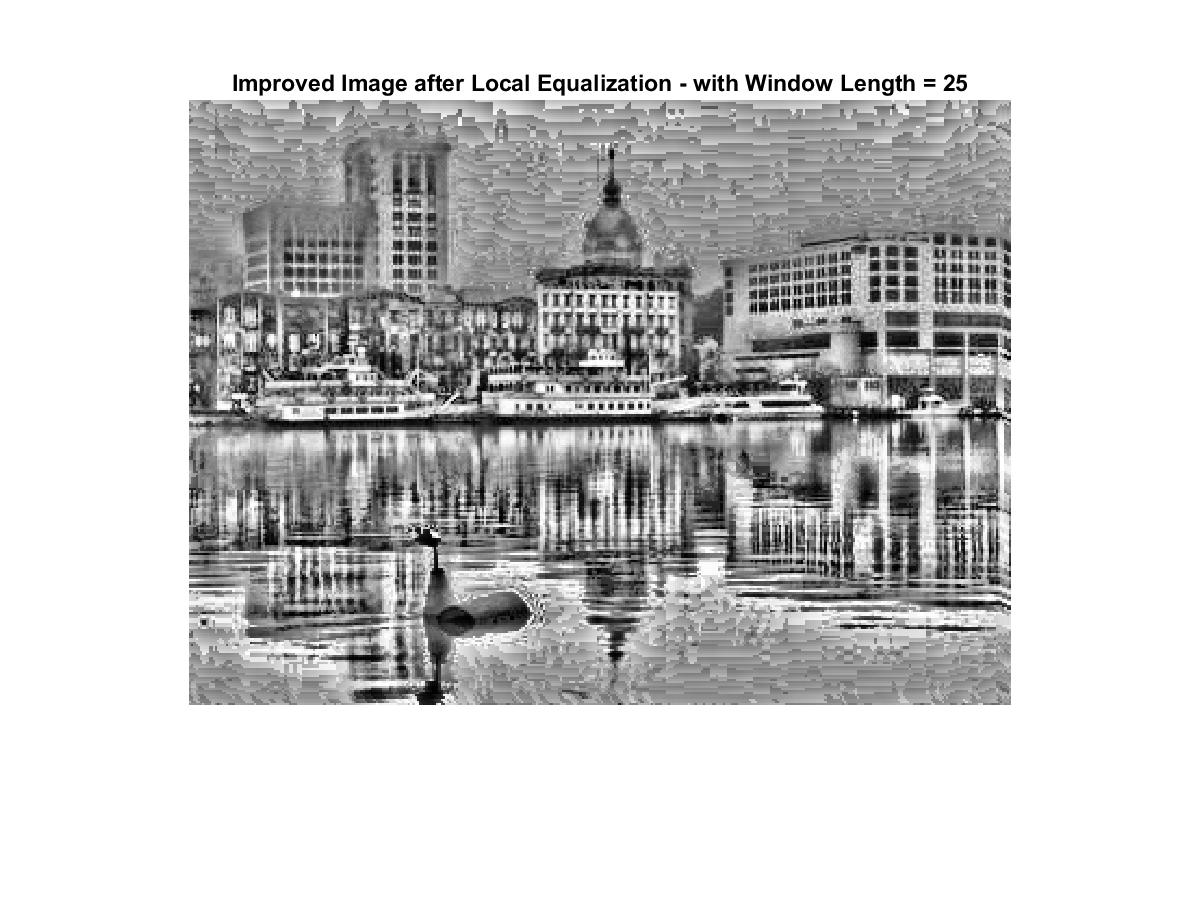 Improved Image after Local Equalization - with Window Length = 25